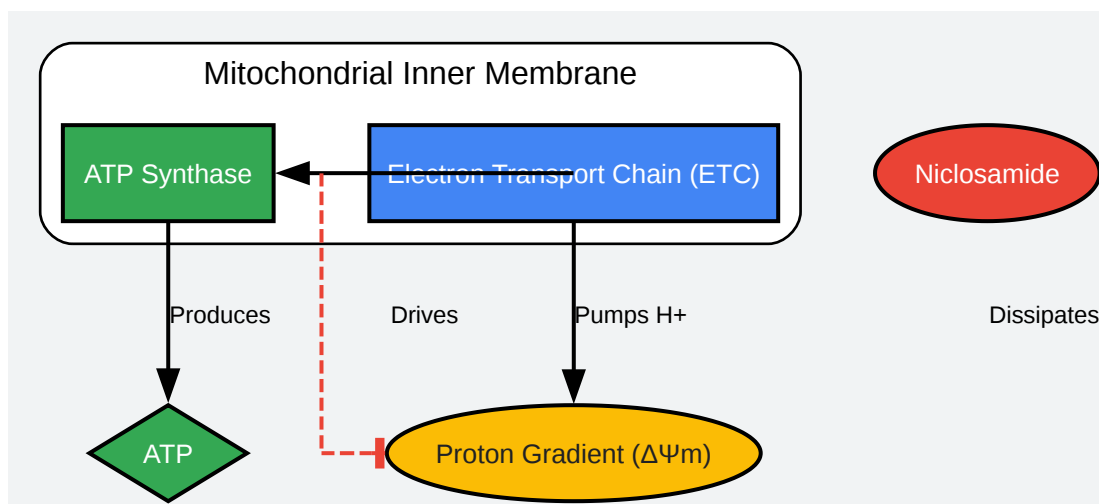 Mitochondrial Inner Membrane
ATP Synthase
Electron Transport Chain (ETC)
Niclosamide
Produces
Drives
Pumps H+
Dissipates
ATP
Proton Gradient (ΔΨm)